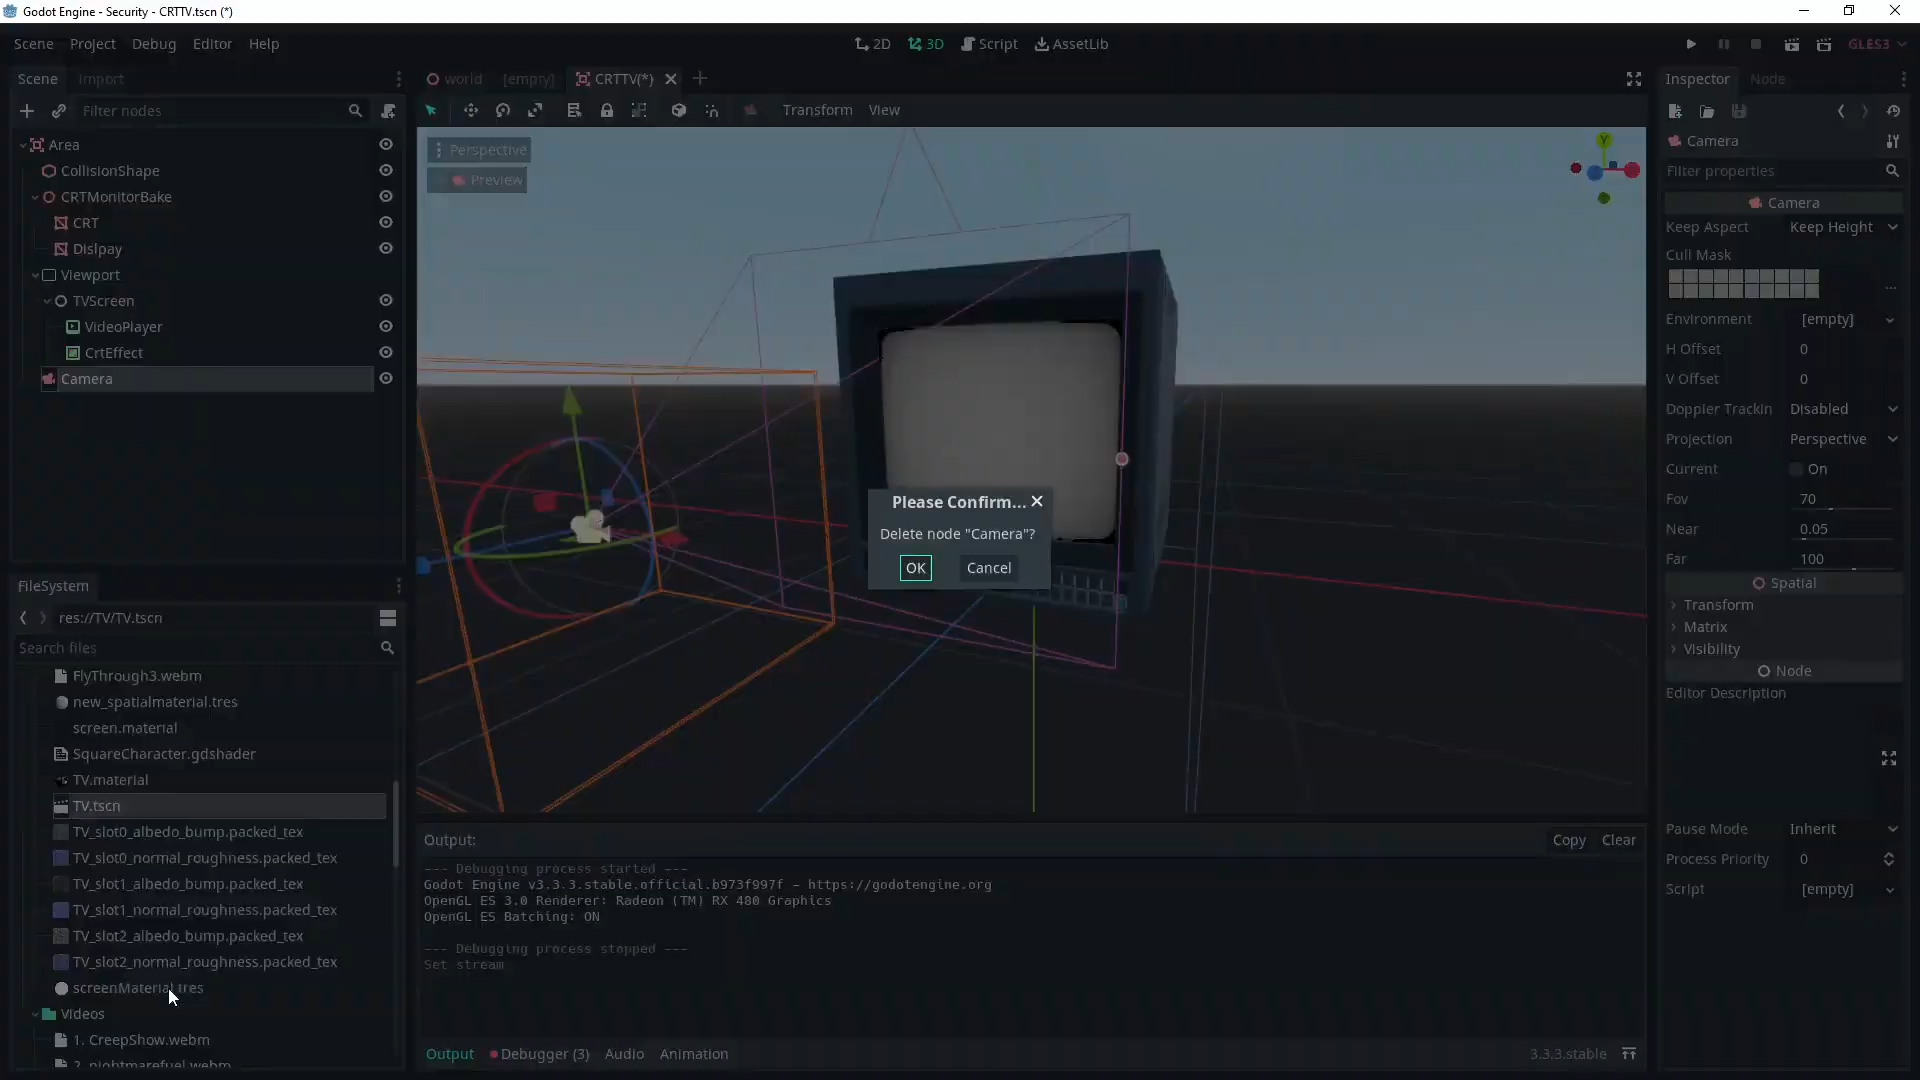 Godot Engine - Security - CRTTV.tscn (*)
Scene Project Debug Editor Help
2D 3D Script AssetLib
GLES3
Scene Import
world [empty] CRTTV(*)
Inspector Node
Filter nodes
Transform View
Area
CollisionShape
CRTMonitorBake
CRT
Dislpay
Viewport
TVScreen
VideoPlayer
CrtEffect
Camera
Perspective
Preview
Y
Please Confirm...
Delete node "Camera"?
OK Cancel
Camera
Filter properties
Camera
Keep Aspect Keep Height
Cull Mask
...
Environment [empty]
H Offset 0
V Offset 0
Doppler Trackin Disabled
Projection Perspective
Current On
Fov 70
Near 0.05
Far 100
Spatial
Transform
Matrix
Visibility
Node
Editor Description
Pause Mode Inherit
Process Priority 0
Script [empty]
FileSystem
res://TV/TV.tscn
Search files
FlyThrough3.webm
new_spatialmaterial.tres
screen.material
SquareCharacter.gdshader
TV.material
TV.tscn
TV_slot0_albedo_bump.packed_tex
TV_slot0_normal_roughness.packed_tex
TV_slot1_albedo_bump.packed_tex
TV_slot1_normal_roughness.packed_tex
TV_slot2_albedo_bump.packed_tex
TV_slot2_normal_roughness.packed_tex
screenMaterial.tres
Videos
1. CreepShow.webm
2. nightmarefuel.webm
Output: Copy Clear
--- Debugging process started ---
Godot Engine v3.3.3.stable.official.b973f997f - https://godotengine.org
OpenGL ES 3.0 Renderer: Radeon (TM) RX 480 Graphics
OpenGL ES Batching: ON
--- Debugging process stopped ---
Set stream
Output Debugger (3) Audio Animation 3.3.3.stable